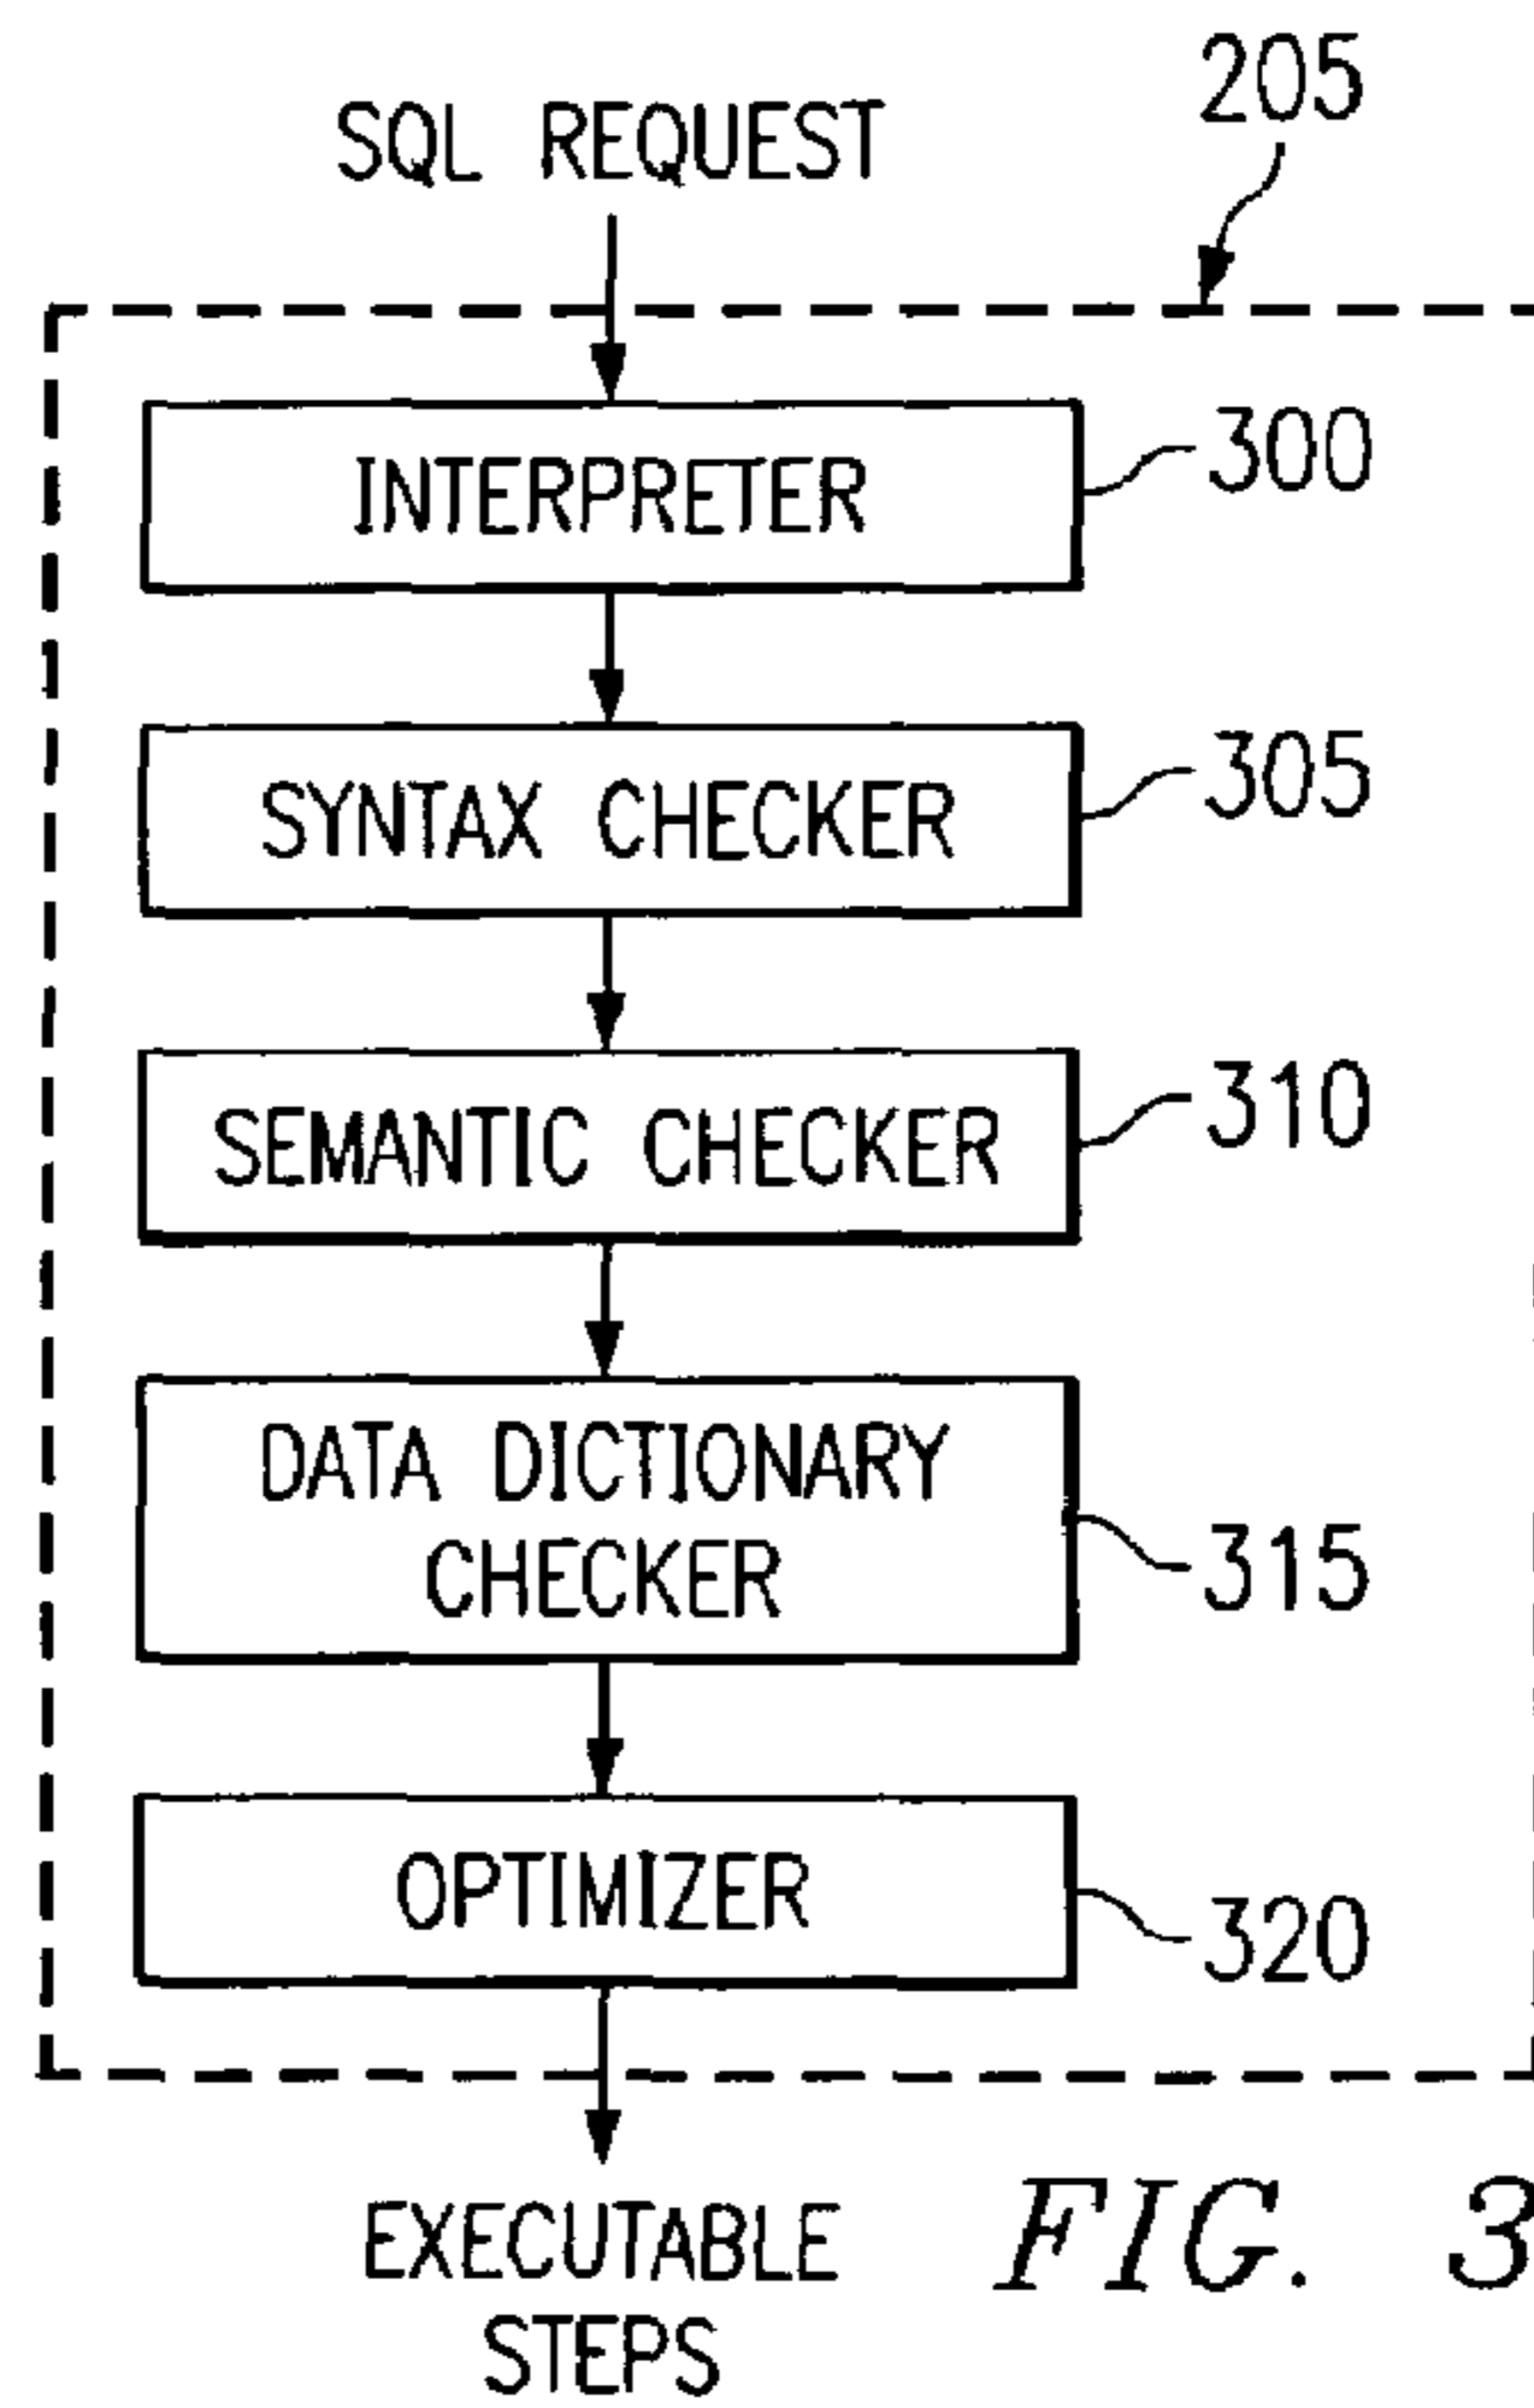 205
SQL REQUEST
INTERPRETER
300
SYNTAX CHECKER
305
SEMANTIC CHECKER
310
DATA DICTIONARY
CHECKER
315
OPTIMIZER
320
EXECUTABLE
STEPS
FIG. 3